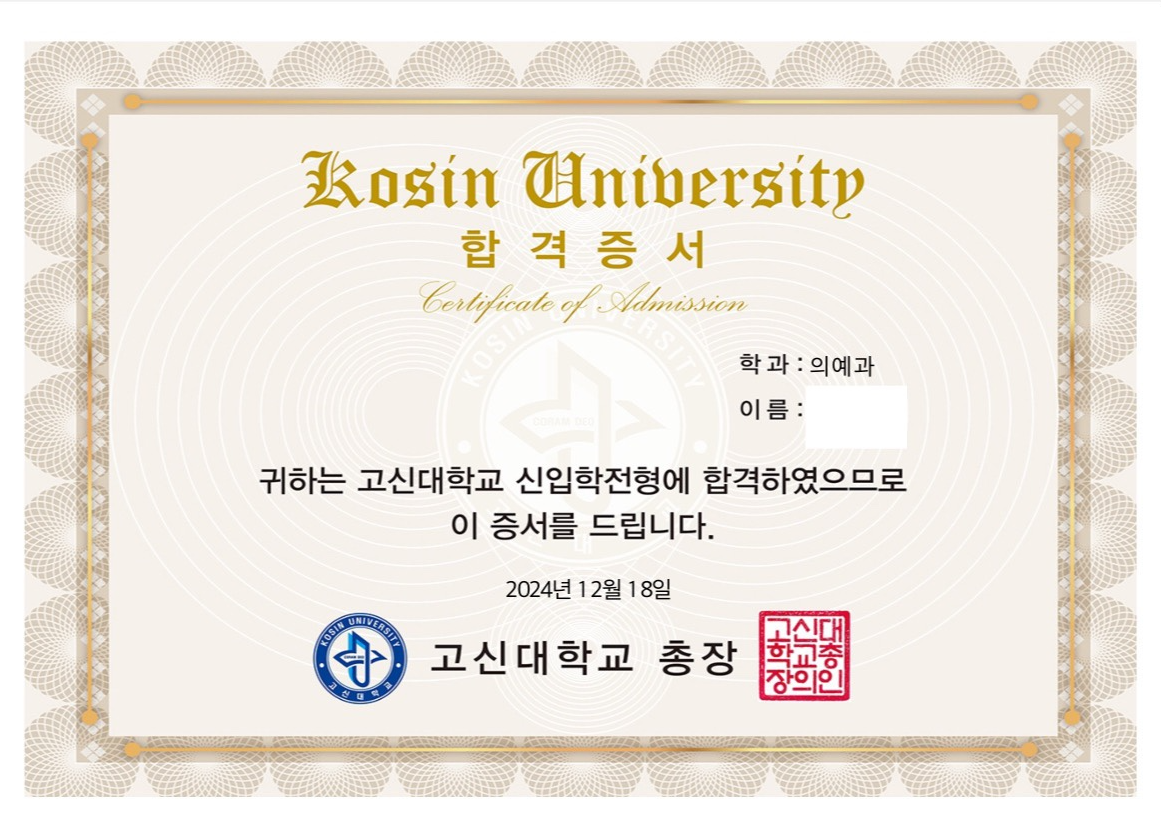 Kosin University
합격증서
Certificate of Admission
학과 : 의예과
이름 :
귀하는 고신대학교 신입학전형에 합격하였으므로
이 증서를 드립니다.
2024년 12월 18일
KOSIN UNIVERSITY
고신대학교
고신대학교 총장
고신대
학교총
장의인
KOSIN UNIVERSITY